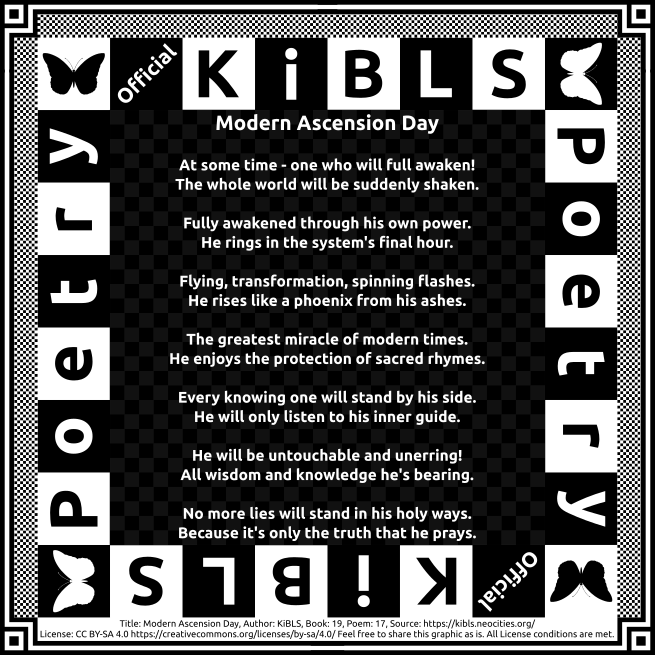 Official KiBLS
Poetry
Poetry
Modern Ascension Day
At some time - one who will full awaken!
The whole world will be suddenly shaken.
Fully awakened through his own power.
He rings in the system's final hour.
Flying, transformation, spinning flashes.
He rises like a phoenix from his ashes.
The greatest miracle of modern times.
He enjoys the protection of sacred rhymes.
Every knowing one will stand by his side.
He will only listen to his inner guide.
He will be untouchable and unerring!
All wisdom and knowledge he's bearing.
No more lies will stand in his holy ways.
Because it's only the truth that he prays.
Official KiBLS
Title: Modern Ascension Day, Author: KiBLS, Book: 19, Poem: 17, Source: https://kibls.neocities.org/
License: CC BY-SA 4.0 https://creativecommons.org/licenses/by-sa/4.0/ Feel free to share this graphic as is. All License conditions are met.